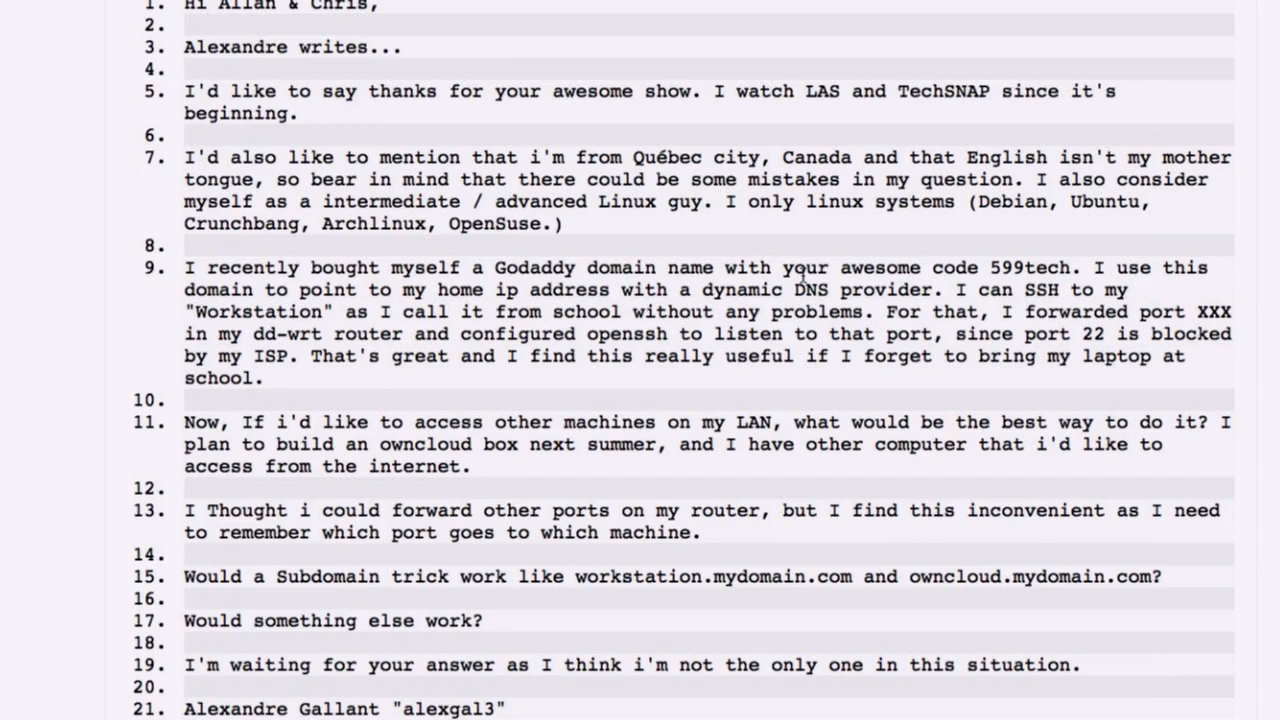 1. Hi Allan & Chris,
2.
3. Alexandre writes...
4.
5. I'd like to say thanks for your awesome show. I watch LAS and TechSNAP since it's
beginning.
6.
7. I'd also like to mention that i'm from Québec city, Canada and that English isn't my mother
tongue, so bear in mind that there could be some mistakes in my question. I also consider
myself as a intermediate / advanced Linux guy. I only linux systems (Debian, Ubuntu,
Crunchbang, Archlinux, OpenSuse.)
8.
9. I recently bought myself a Godaddy domain name with your awesome code 599tech. I use this
domain to point to my home ip address with a dynamic DNS provider. I can SSH to my
"Workstation" as I call it from school without any problems. For that, I forwarded port XXX
in my dd-wrt router and configured openssh to listen to that port, since port 22 is blocked
by my ISP. That's great and I find this really useful if I forget to bring my laptop at
school.
10.
11. Now, If i'd like to access other machines on my LAN, what would be the best way to do it? I
plan to build an owncloud box next summer, and I have other computer that i'd like to
access from the internet.
12.
13. I Thought i could forward other ports on my router, but I find this inconvenient as I need
to remember which port goes to which machine.
14.
15. Would a Subdomain trick work like workstation.mydomain.com and owncloud.mydomain.com?
16.
17. Would something else work?
18.
19. I'm waiting for your answer as I think i'm not the only one in this situation.
20.
21. Alexandre Gallant "alexgal3"